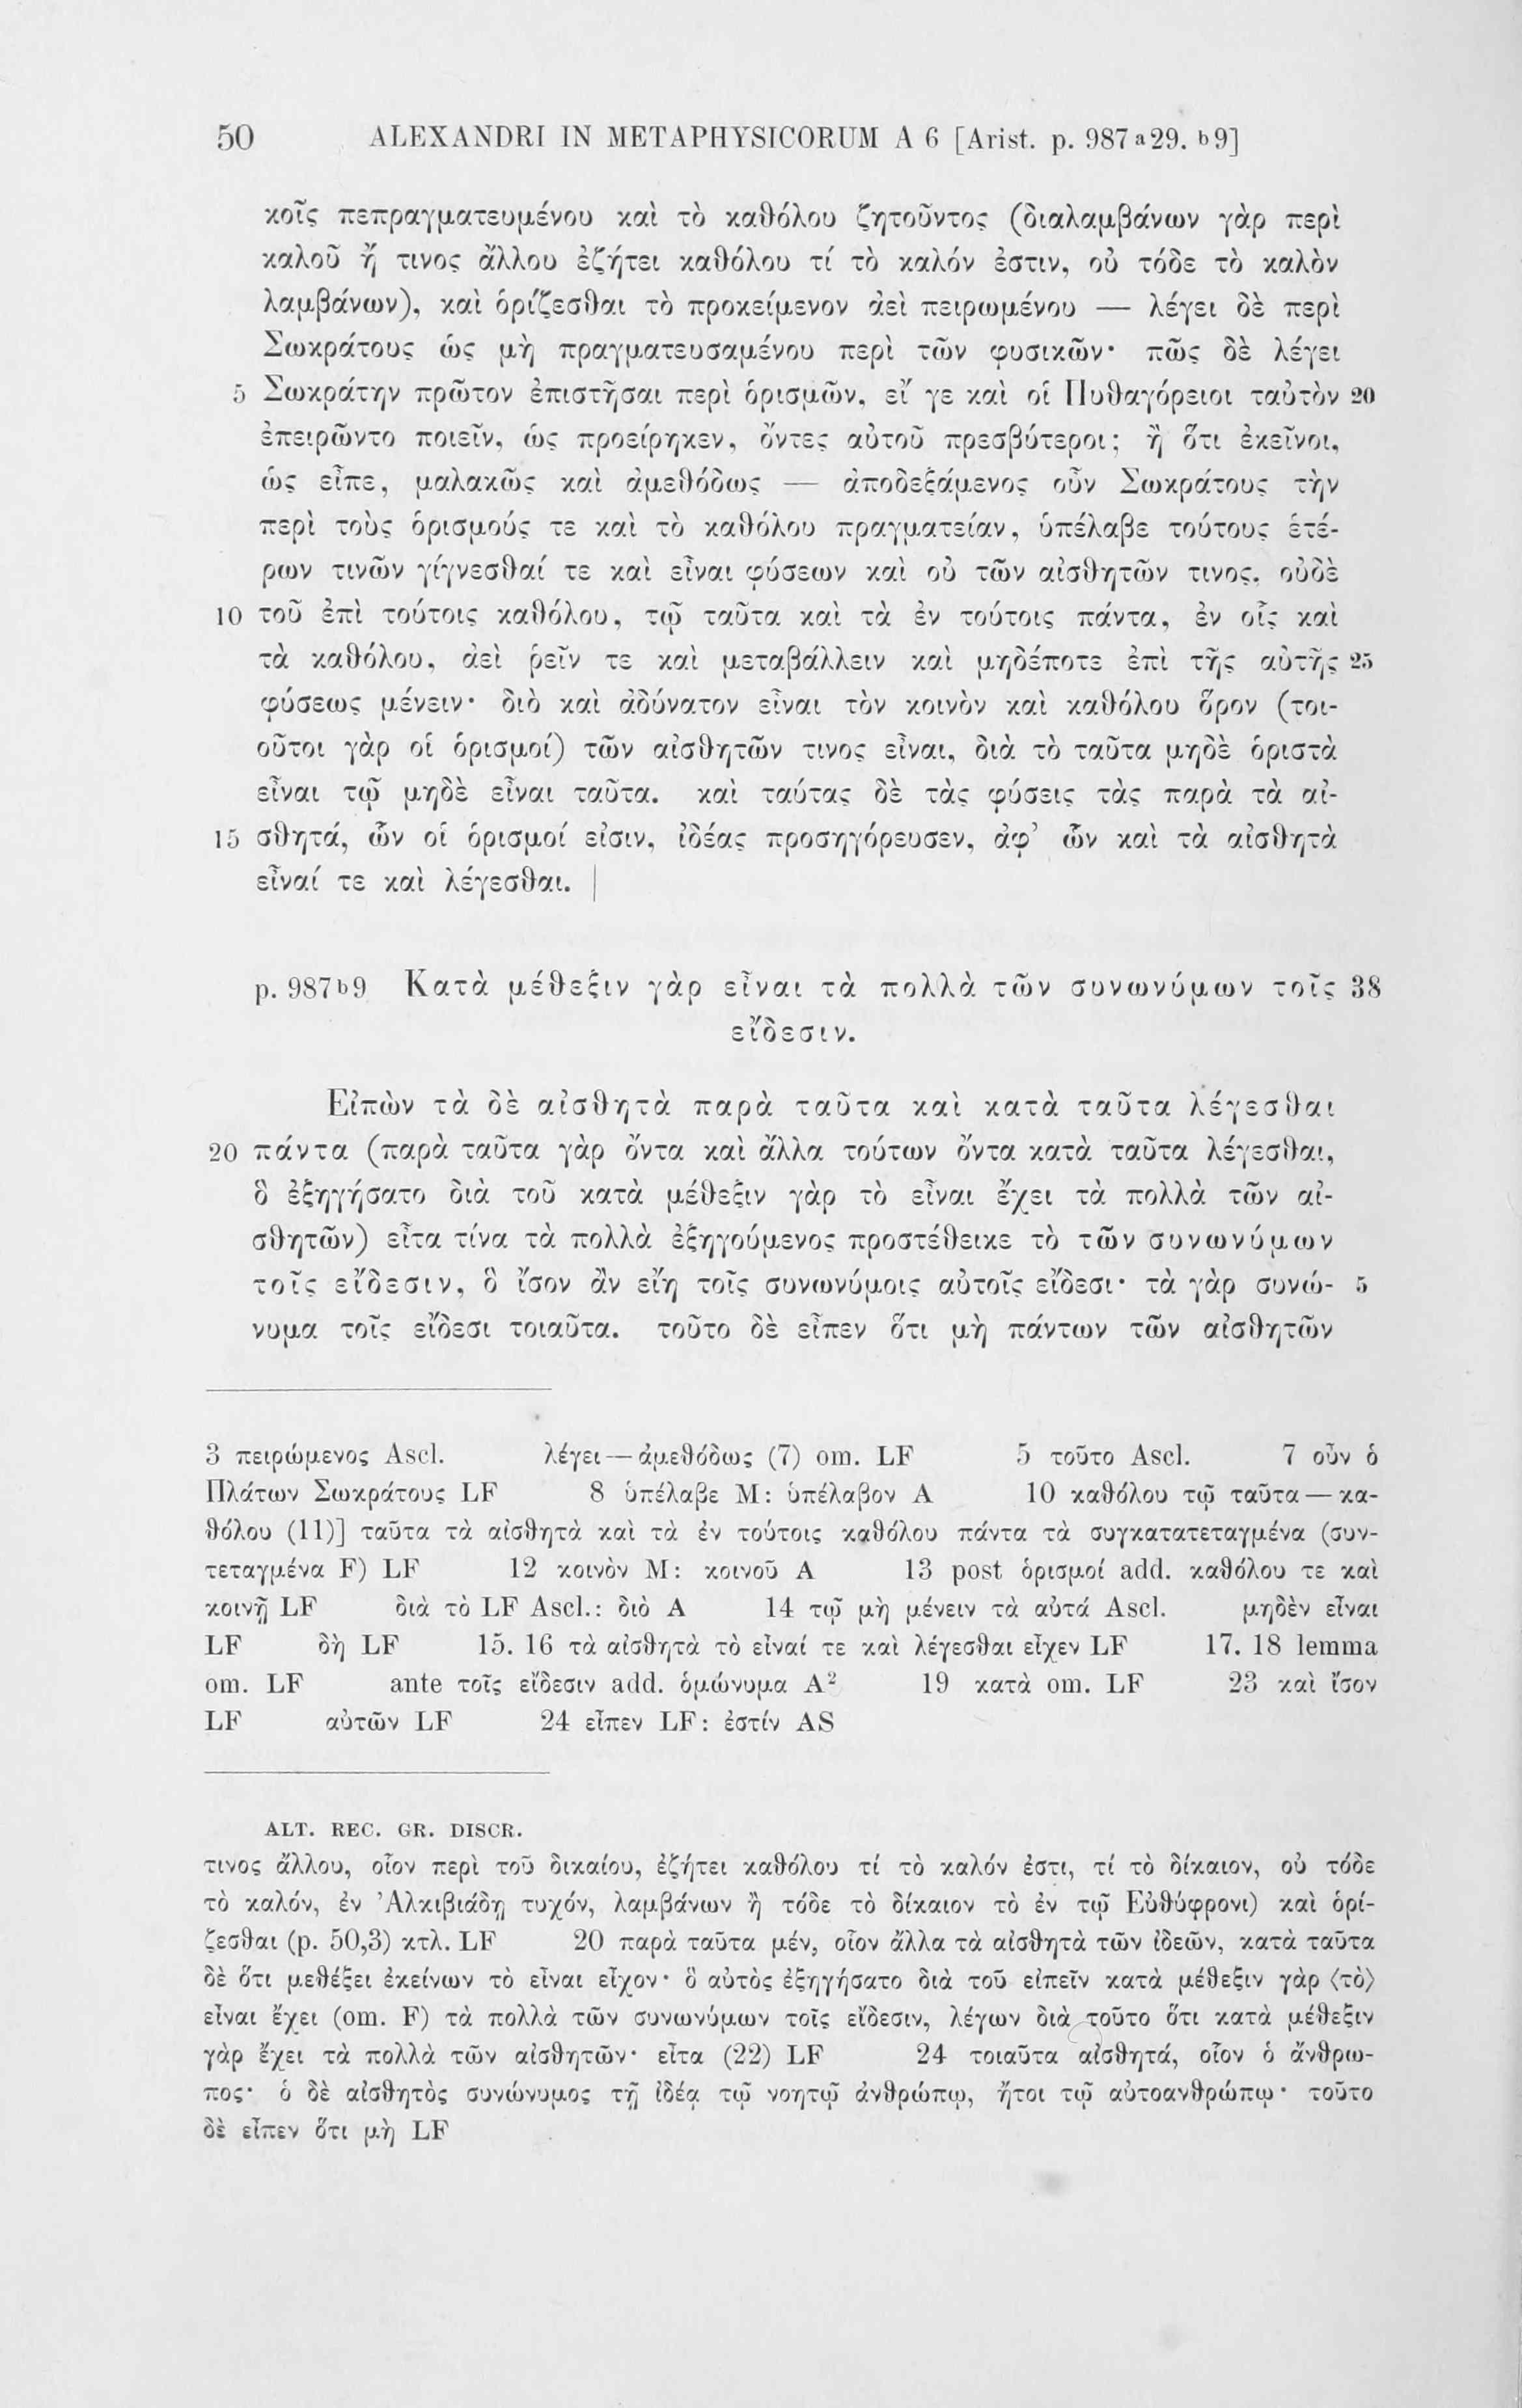 50 ALEXANDRI IN METAPHYSICORUM A 6 [Arist. p. 987 a 29. b 9]
κοῖς πεπραγματευμένου καὶ τὸ καθόλου ζητοῦντος (διαλαμβάνων γὰρ περὶ
καλοῦ ἤ τινος ἄλλου ἐζήτει καθόλου τί τὸ καλόν ἐστιν, οὐ τόδε τὸ καλὸν
λαμβάνων), καὶ ὁρίζεσθαι τὸ προκείμενον ἀεὶ πειρωμένου — λέγει δὲ περὶ
Σωκράτους ὡς μὴ πραγματευσαμένου περὶ τῶν φυσικῶν· πῶς δὲ λέγει
5 Σωκράτην πρῶτον ἐπιστῆσαι περὶ ὁρισμῶν, εἴ γε καὶ οἱ Πυθαγόρειοι ταὐτὸν 20
ἐπειρῶντο ποιεῖν, ὡς προείρηκεν, ὄντες αὐτοῦ πρεσβύτεροι; ἢ ὅτι ἐκεῖνοι,
ὡς εἶπε, μαλακῶς καὶ ἀμεθόδως — ἀποδεξάμενος οὖν Σωκράτους τὴν
περὶ τοὺς ὁρισμούς τε καὶ τὸ καθόλου πραγματείαν, ὑπέλαβε τούτους ἑτέ-
ρων τινῶν γίγνεσθαί τε καὶ εἶναι φύσεων καὶ οὐ τῶν αἰσθητῶν τινος, οὐδὲ
10 τοῦ ἐπὶ τούτοις καθόλου, τῷ ταῦτα καὶ τὰ ἐν τούτοις πάντα, ἐν οἷς καὶ
τὰ καθόλου, ἀεὶ ῥεῖν τε καὶ μεταβάλλειν καὶ μηδέποτε ἐπὶ τῆς αὐτῆς 25
φύσεως μένειν· διὸ καὶ ἀδύνατον εἶναι τὸν κοινὸν καὶ καθόλου ὅρον (τοι-
οῦτοι γὰρ οἱ ὁρισμοί) τῶν αἰσθητῶν τινος εἶναι, διὰ τὸ ταῦτα μηδὲ ὁριστὰ
εἶναι τῷ μηδὲ εἶναι ταῦτα. καὶ ταύτας δὲ τὰς φύσεις τὰς παρὰ τὰ αἰ-
15 σθητά, ὧν οἱ ὁρισμοί εἰσιν, ἰδέας προσηγόρευσεν, ἀφ’ ὧν καὶ τὰ αἰσθητὰ
εἶναί τε καὶ λέγεσθαι. |
p. 987 b 9 Κατὰ μέθεξιν γὰρ εἶναι τὰ πολλὰ τῶν συνωνύμων τοῖς 38
εἴδεσιν.
Εἰπὼν τὰ δὲ αἰσθητὰ παρὰ ταῦτα καὶ κατὰ ταῦτα λέγεσθαι
20 πάντα (παρὰ ταῦτα γὰρ ὄντα καὶ ἄλλα τούτων ὄντα κατὰ ταῦτα λέγεσθαι,
ὃ ἐξηγήσατο διὰ τοῦ κατὰ μέθεξιν γὰρ τὸ εἶναι ἔχει τὰ πολλὰ τῶν αἰ-
σθητῶν) εἶτα τίνα τὰ πολλὰ ἐξηγούμενος προστέθεικε τὸ τῶν συνωνύμων
τοῖς εἴδεσιν, ὃ ἴσον ἂν εἴη τοῖς συνωνύμοις αὐτοῖς εἴδεσι· τὰ γὰρ συνώ- 5
νυμα τοῖς εἴδεσι τοιαῦτα. τοῦτο δὲ εἶπεν ὅτι μὴ πάντων τῶν αἰσθητῶν
3 πειρώμενος Ascl. λέγει — ἀμεθόδως (7) om. LF 5 τοῦτο Ascl. 7 οὖν ὁ
Πλάτων Σωκράτους LF 8 ὑπέλαβε M: ὑπέλαβον A 10 καθόλου τῷ ταῦτα — κα-
θόλου (11)] ταῦτα τὰ αἰσθητὰ καὶ τὰ ἐν τούτοις καθόλου πάντα τὰ συγκατατεταγμένα (συν-
τεταγμένα F) LF 12 κοινὸν M: κοινοῦ A 13 post ὁρισμοί add. καθόλου τε καὶ
κοινῇ LF διὰ τὸ LF Ascl.: διὸ A 14 τῷ μὴ μένειν τὰ αὐτά Ascl. μηδὲν εἶναι
LF δὴ LF 15. 16 τὰ αἰσθητὰ τὸ εἶναί τε καὶ λέγεσθαι εἶχεν LF 17. 18 lemma
om. LF ante τοῖς εἴδεσιν add. ὁμώνυμα A² 19 κατὰ om. LF 23 καὶ ἴσον
LF αὐτῶν LF 24 εἶπεν LF: ἐστίν AS
ALT. REC. GR. DISCR.
τινος ἄλλου, οἷον περὶ τοῦ δικαίου, ἐζήτει καθόλου τί τὸ καλόν ἐστι, τί τὸ δίκαιον, οὐ τόδε
τὸ καλόν, ἐν Ἀλκιβιάδῃ τυχόν, λαμβάνων ἢ τόδε τὸ δίκαιον τὸ ἐν τῷ Εὐθύφρονι) καὶ ὁρί-
ζεσθαι (p. 50,3) κτλ. LF 20 παρὰ ταῦτα μέν, οἷον ἄλλα τὰ αἰσθητὰ τῶν ἰδεῶν, κατὰ ταῦτα
δὲ ὅτι μεθέξει ἐκείνων τὸ εἶναι εἶχον· ὃ αὐτὸς ἐξηγήσατο διὰ τοῦ εἰπεῖν κατὰ μέθεξιν γὰρ ⟨τὸ⟩
εἶναι ἔχει (om. F) τὰ πολλὰ τῶν συνωνύμων τοῖς εἴδεσιν, λέγων διὰ τοῦτο ὅτι κατὰ μέθεξιν
γὰρ ἔχει τὰ πολλὰ τῶν αἰσθητῶν· εἶτα (22) LF 24 τοιαῦτα αἰσθητά, οἷον ὁ ἄνθρω-
πος· ὁ δὲ αἰσθητὸς συνώνυμος τῇ ἰδέᾳ τῷ νοητῷ ἀνθρώπῳ, ἤτοι τῷ αὐτοανθρώπῳ· τοῦτο
δὲ εἶπεν ὅτι μὴ LF